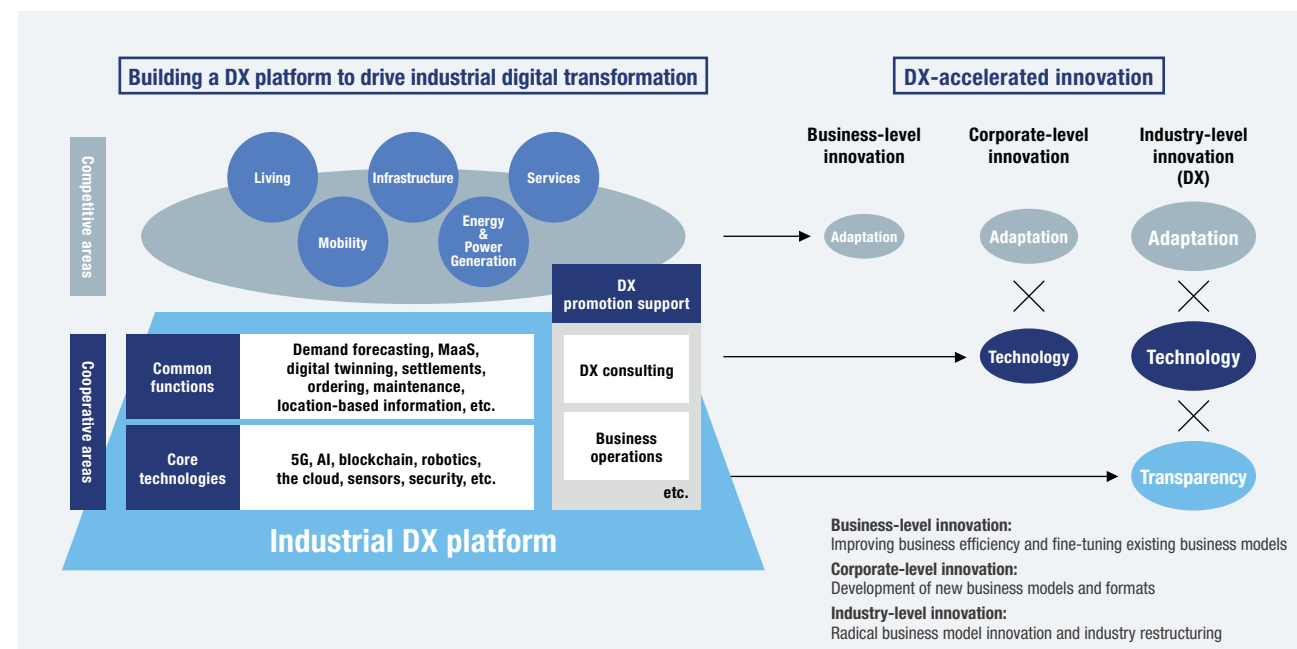 Building a DX platform to drive industrial digital transformation
Competitive areas
Living
Infrastructure
Services
Mobility
Energy
&
Power
Generation
DX
promotion support
Cooperative areas
Common
functions
Demand forecasting, MaaS,
digital twinning, settlements,
ordering, maintenance,
location-based information, etc.
DX consulting
Core
technologies
5G, AI, blockchain, robotics,
the cloud, sensors, security, etc.
Business
operations
etc.
Industrial DX platform
DX-accelerated innovation
Business-level
innovation
Corporate-level
innovation
Industry-level
innovation
(DX)
Adaptation
Adaptation
Adaptation
Technology
Technology
Transparency
Business-level innovation:
Improving business efficiency and fine-tuning existing business models
Corporate-level innovation:
Development of new business models and formats
Industry-level innovation:
Radical business model innovation and industry restructuring